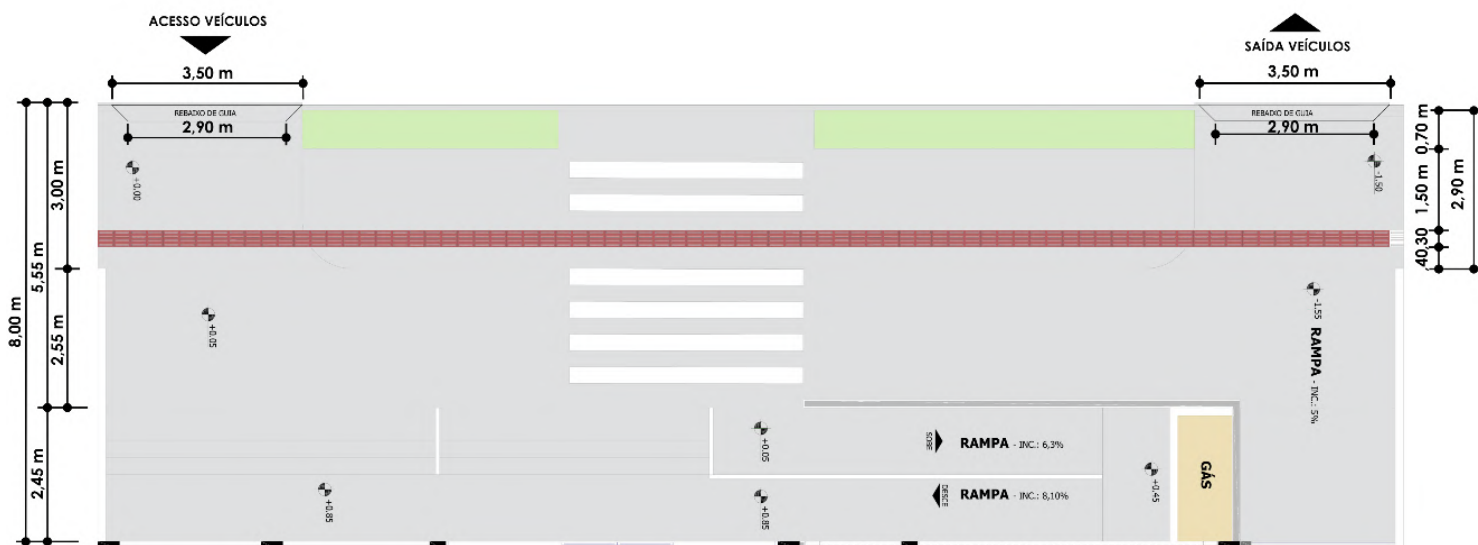 ACESSO VEÍCULOS
SAÍDA VEÍCULOS
3,50 m
3,50 m
REBAIXO DE GUIA
2,90 m
REBAIXO DE GUIA
2,90 m
8,00 m
5,55 m
3,00 m
2,55 m
2,45 m
0,70 m
1,50 m
40,30
2,90 m
+0.00
-1.50
+0.05
-1.55
RAMPA - INC.: 5%
+0.05
SOBE
RAMPA - INC.: 6,3%
+0.45
GÁS
+0.85
+0.85
DESCE
RAMPA - INC.: 8,10%